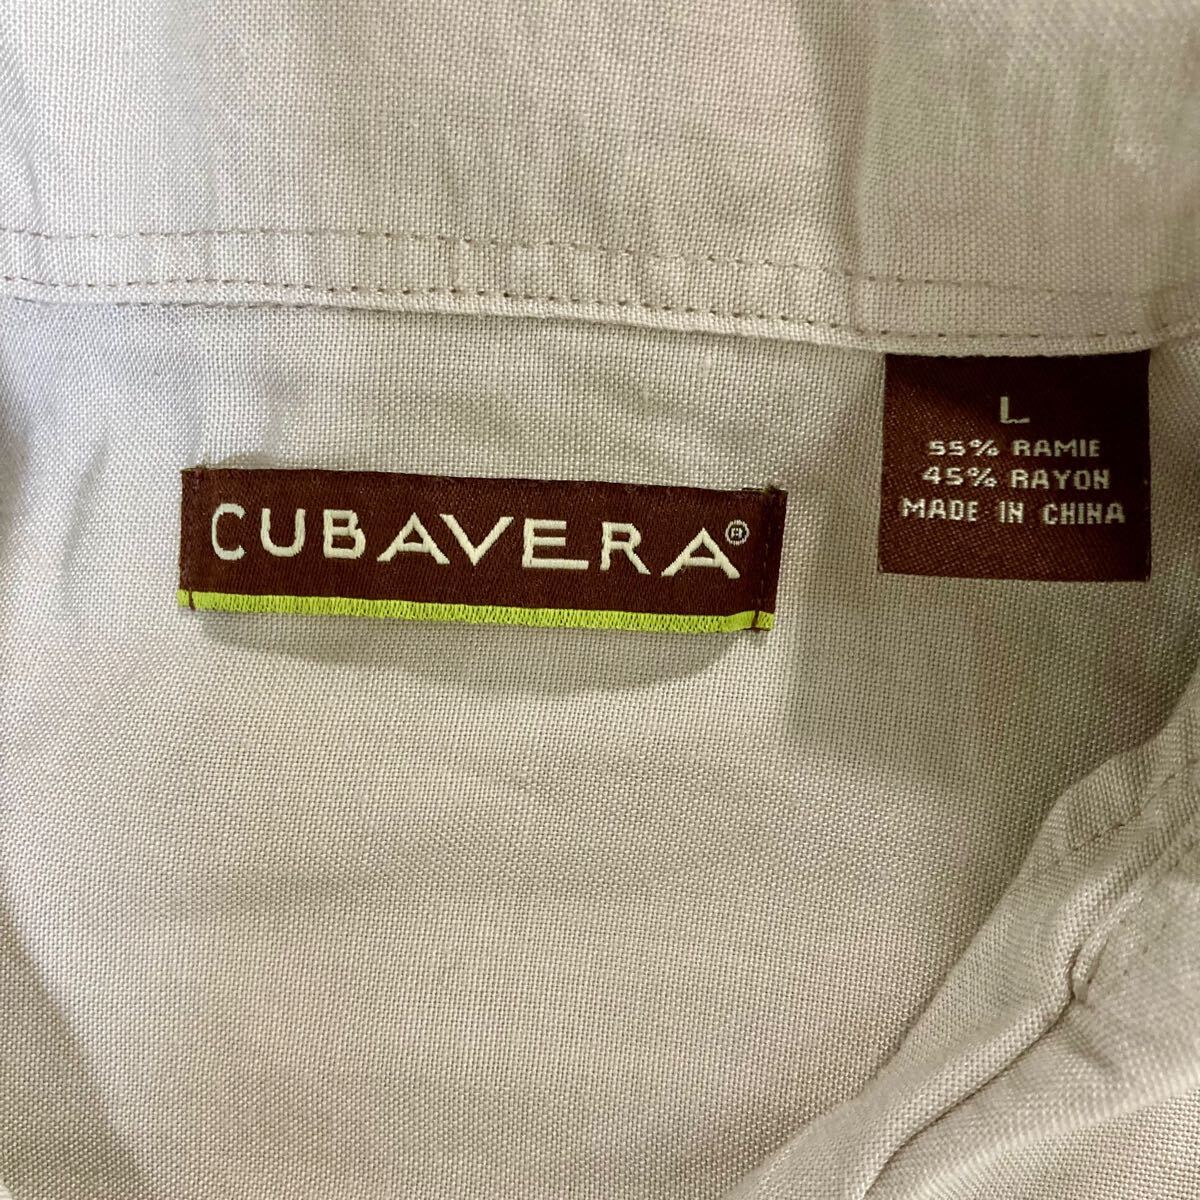 CUBAVERA®
L
55% RAMIE
45% RAYON
MADE IN CHINA